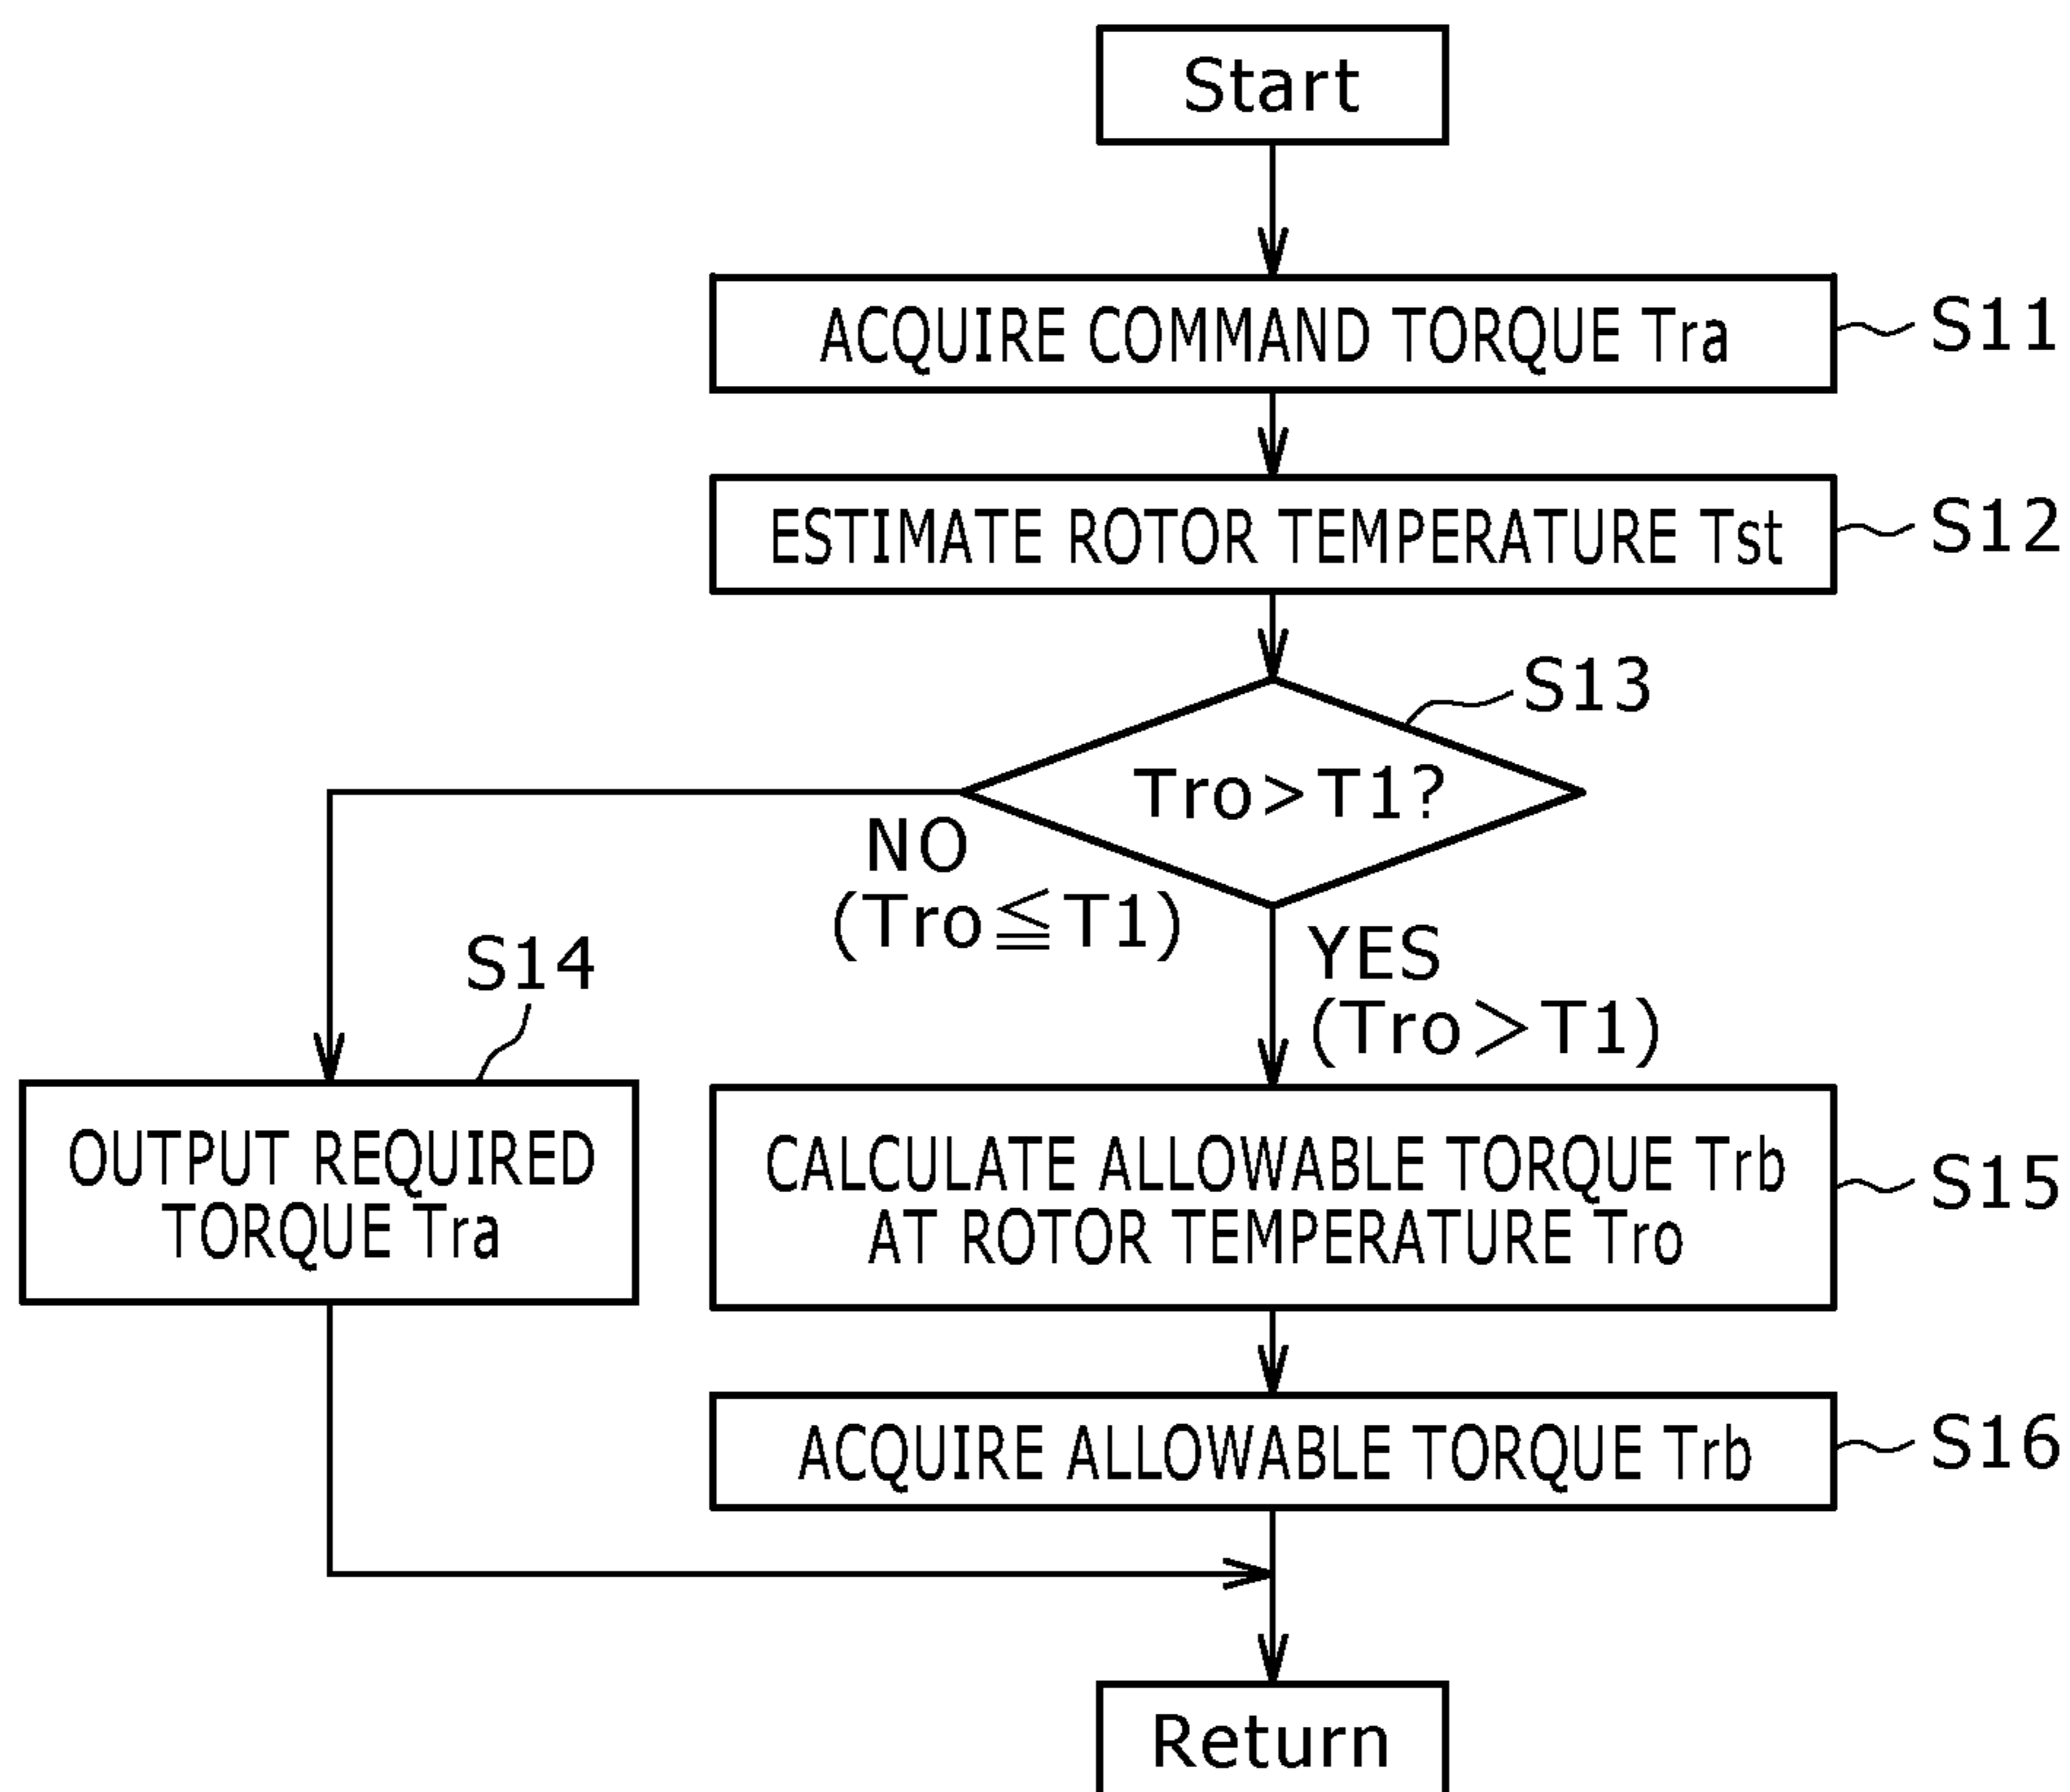 Start
ACQUIRE COMMAND TORQUE Tra
S11
ESTIMATE ROTOR TEMPERATURE Tst
S12
S13
Tro>T1?
NO
(Tro≦T1)
YES
(Tro>T1)
S14
OUTPUT REQUIRED
TORQUE Tra
CALCULATE ALLOWABLE TORQUE Trb
AT ROTOR TEMPERATURE Tro
S15
ACQUIRE ALLOWABLE TORQUE Trb
S16
Return